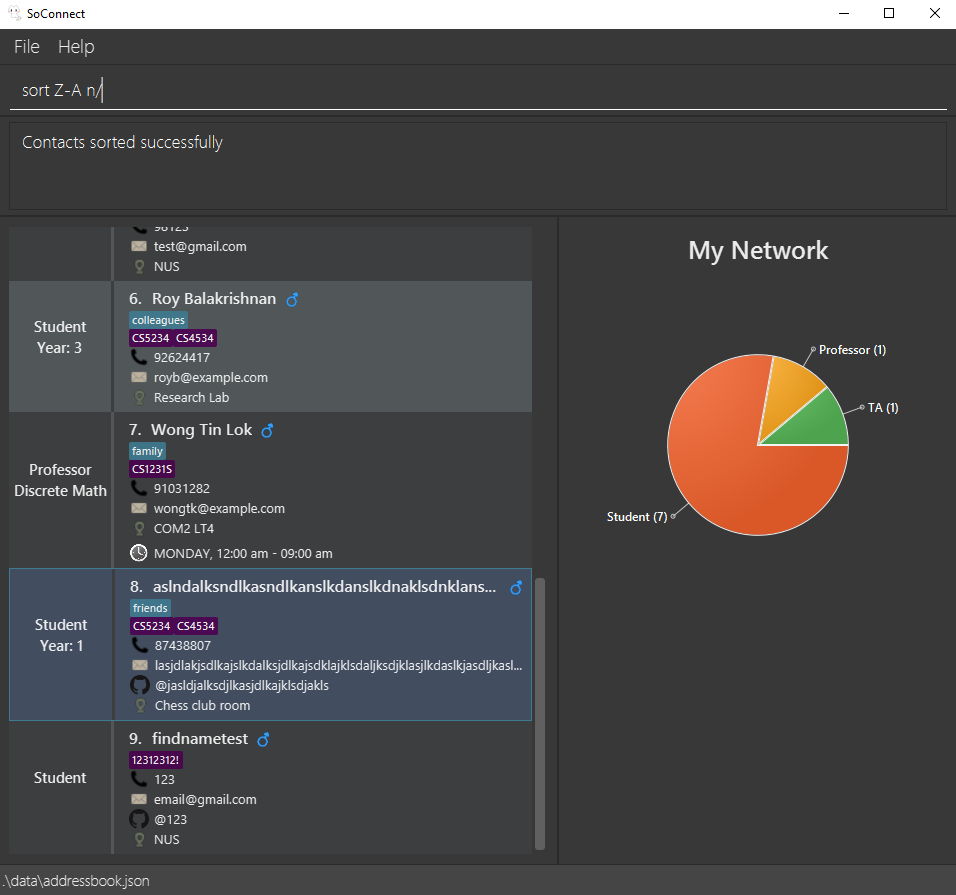 SoConnect
File Help
sort Z-A n/
Contacts sorted successfully
98123
test@gmail.com
NUS
Student
Year: 3
6. Roy Balakrishnan
colleagues
CS5234 CS4534
92624417
royb@example.com
Research Lab
Professor
Discrete Math
7. Wong Tin Lok
family
CS1231S
91031282
wongtk@example.com
COM2 LT4
MONDAY, 12:00 am - 09:00 am
Student
Year: 1
8. aslndalksndlkasndlkanslkdanslkdnaklsdnklans...
friends
CS5234 CS4534
87438807
lasjdlakjsdlkajslkdalksjdlkajsdklajklsdaljksdjklasjlkdaslkjasdljkasl...
@jasldjalksdjlkasjdlkajklsdjakls
Chess club room
Student
9. findnametest
12312312!
123
email@gmail.com
@123
NUS
My Network
Professor (1)
TA (1)
Student (7)
.\data\addressbook.json